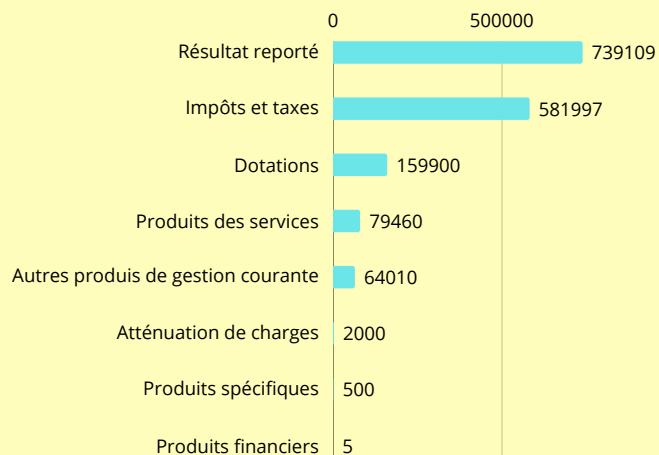 0 500000
Résultat reporté 739109
Impôts et taxes 581997
Dotations 159900
Produits des services 79460
Autres produis de gestion courante 64010
Atténuation de charges 2000
Produits spécifiques 500
Produits financiers 5